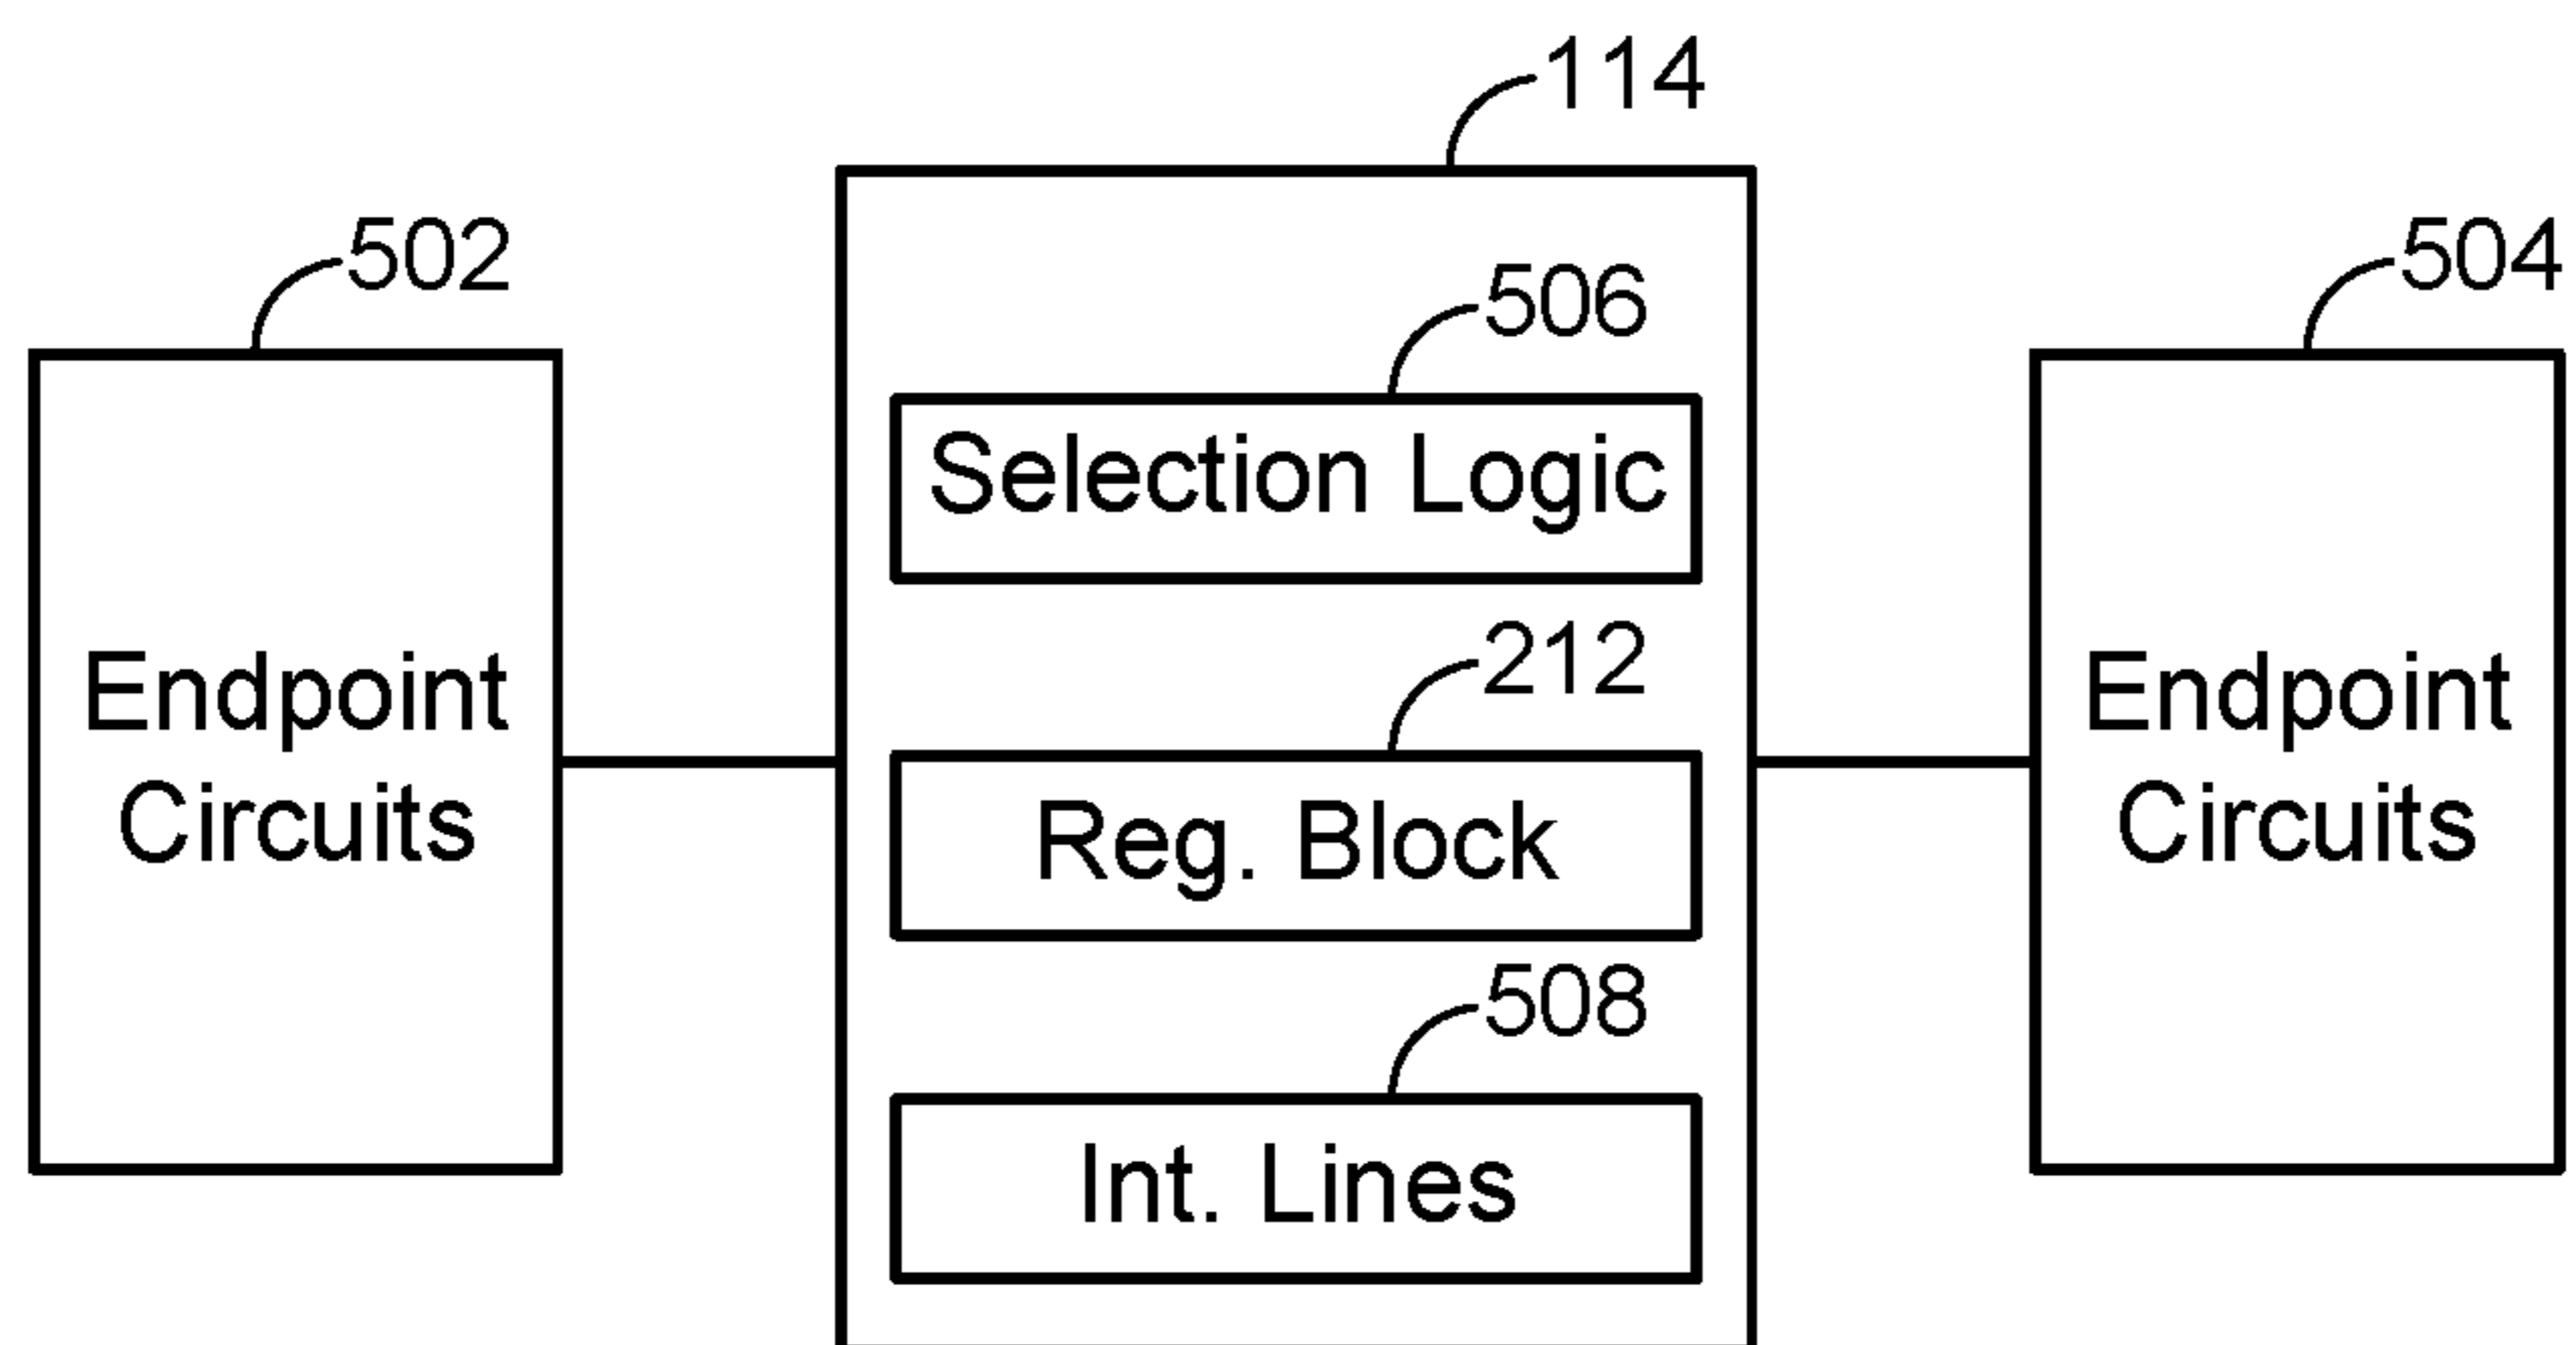 114
502
504
506
Selection Logic
212
Endpoint
Circuits
Endpoint
Circuits
Reg. Block
508
Int. Lines